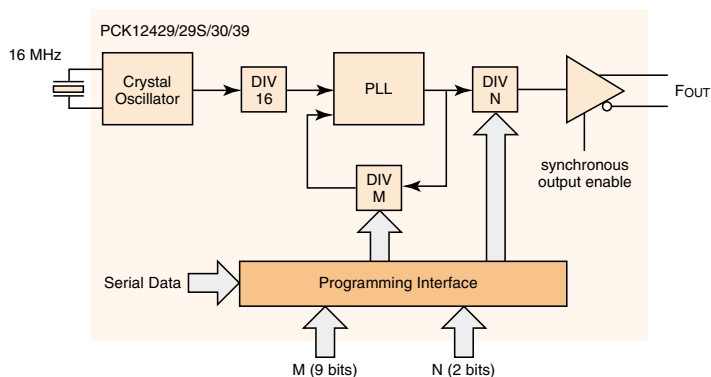 PCK12429/29S/30/39
16 MHz
Crystal
Oscillator
DIV
16
PLL
DIV
N
FOUT
synchronous
output enable
DIV
M
Serial Data
Programming Interface
M (9 bits)
N (2 bits)